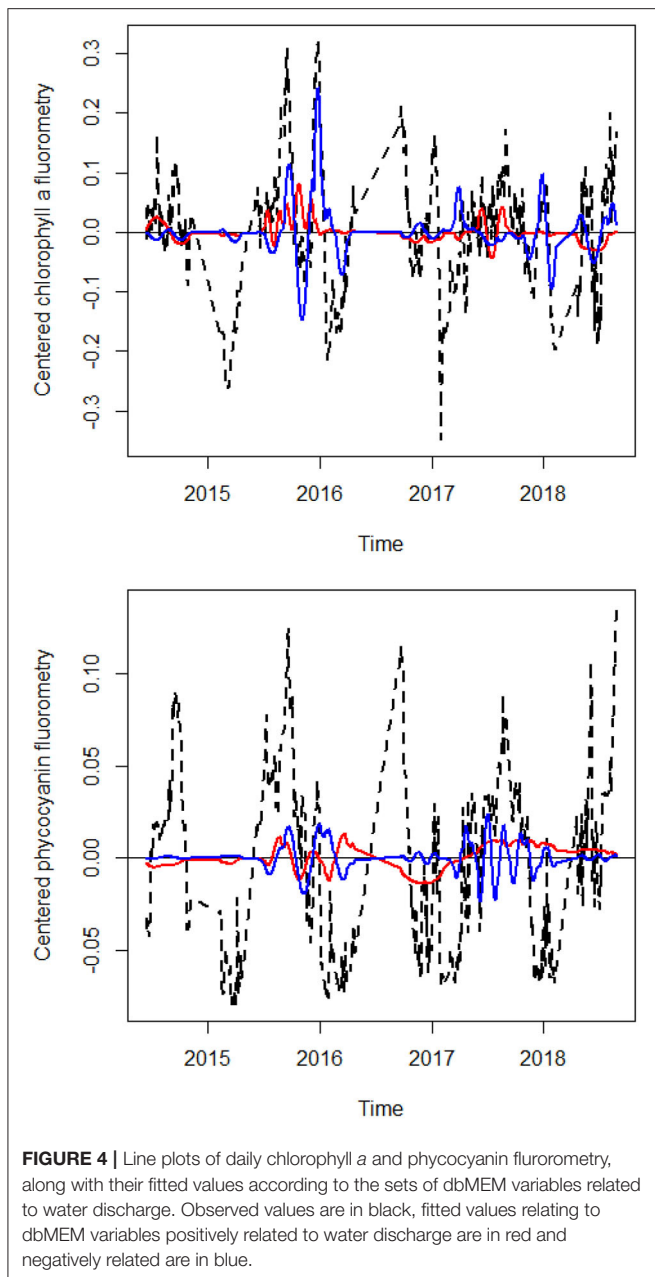 Centered chlorophyll a fluorometry
0.3
0.2
0.1
0.0
-0.1
-0.2
-0.3
2015 2016 2017 2018
Time
Centered phycocyanin fluorometry
0.10
0.05
0.00
-0.05
2015 2016 2017 2018
Time
FIGURE 4 | Line plots of daily chlorophyll a and phycocyanin flurorometry,
along with their fitted values according to the sets of dbMEM variables related
to water discharge. Observed values are in black, fitted values relating to
dbMEM variables positively related to water discharge are in red and
negatively related are in blue.